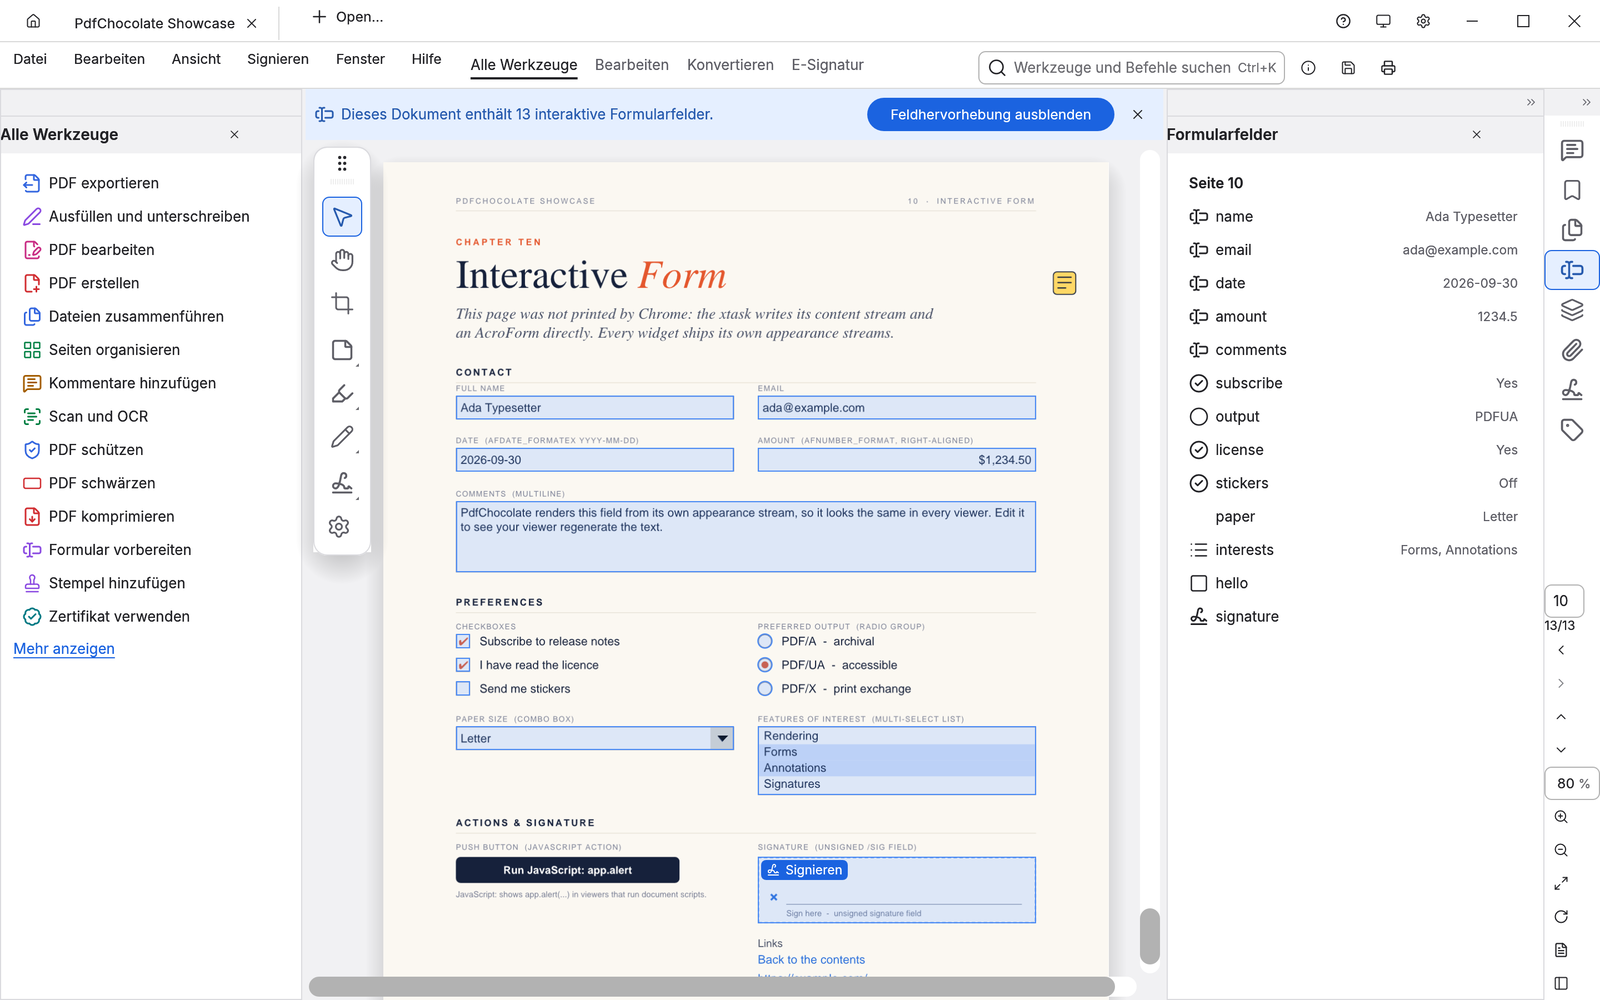 PdfChocolate Showcase
Open...
Datei Bearbeiten Ansicht Signieren Fenster Hilfe
Alle Werkzeuge Bearbeiten Konvertieren E-Signatur
Werkzeuge und Befehle suchen Ctrl+K
Alle Werkzeuge
PDF exportieren
Ausfüllen und unterschreiben
PDF bearbeiten
PDF erstellen
Dateien zusammenführen
Seiten organisieren
Kommentare hinzufügen
Scan und OCR
PDF schützen
PDF schwärzen
PDF komprimieren
Formular vorbereiten
Stempel hinzufügen
Zertifikat verwenden
Mehr anzeigen
Dieses Dokument enthält 13 interaktive Formularfelder.
Feldhervorhebung ausblenden
PDFCHOCOLATE SHOWCASE
10 - INTERACTIVE FORM
CHAPTER TEN
Interactive Form
This page was not printed by Chrome: the xtask writes its content stream and
an AcroForm directly. Every widget ships its own appearance streams.
CONTACT
FULL NAME
Ada Typesetter
EMAIL
ada@example.com
DATE (AFDATE_FORMATEX YYYY-MM-DD)
2026-09-30
AMOUNT (AFNUMBER_FORMAT, RIGHT-ALIGNED)
$1,234.50
COMMENTS (MULTILINE)
PdfChocolate renders this field from its own appearance stream, so it looks the same in every viewer. Edit it
to see your viewer regenerate the text.
PREFERENCES
CHECKBOXES
Subscribe to release notes
I have read the licence
Send me stickers
PREFERRED OUTPUT (RADIO GROUP)
PDF/A - archival
PDF/UA - accessible
PDF/X - print exchange
PAPER SIZE (COMBO BOX)
Letter
FEATURES OF INTEREST (MULTI-SELECT LIST)
Rendering
Forms
Annotations
Signatures
ACTIONS & SIGNATURE
PUSH BUTTON (JAVASCRIPT ACTION)
Run JavaScript: app.alert
JavaScript: shows app.alert(...) in viewers that run document scripts.
SIGNATURE (UNSIGNED /SIG FIELD)
Signieren
Sign here - unsigned signature field
Links
Back to the contents
Formularfelder
Seite 10
name Ada Typesetter
email ada@example.com
date 2026-09-30
amount 1234.5
comments
subscribe Yes
output PDFUA
license Yes
stickers Off
paper Letter
interests Forms, Annotations
hello
signature
10
13/13
80 %